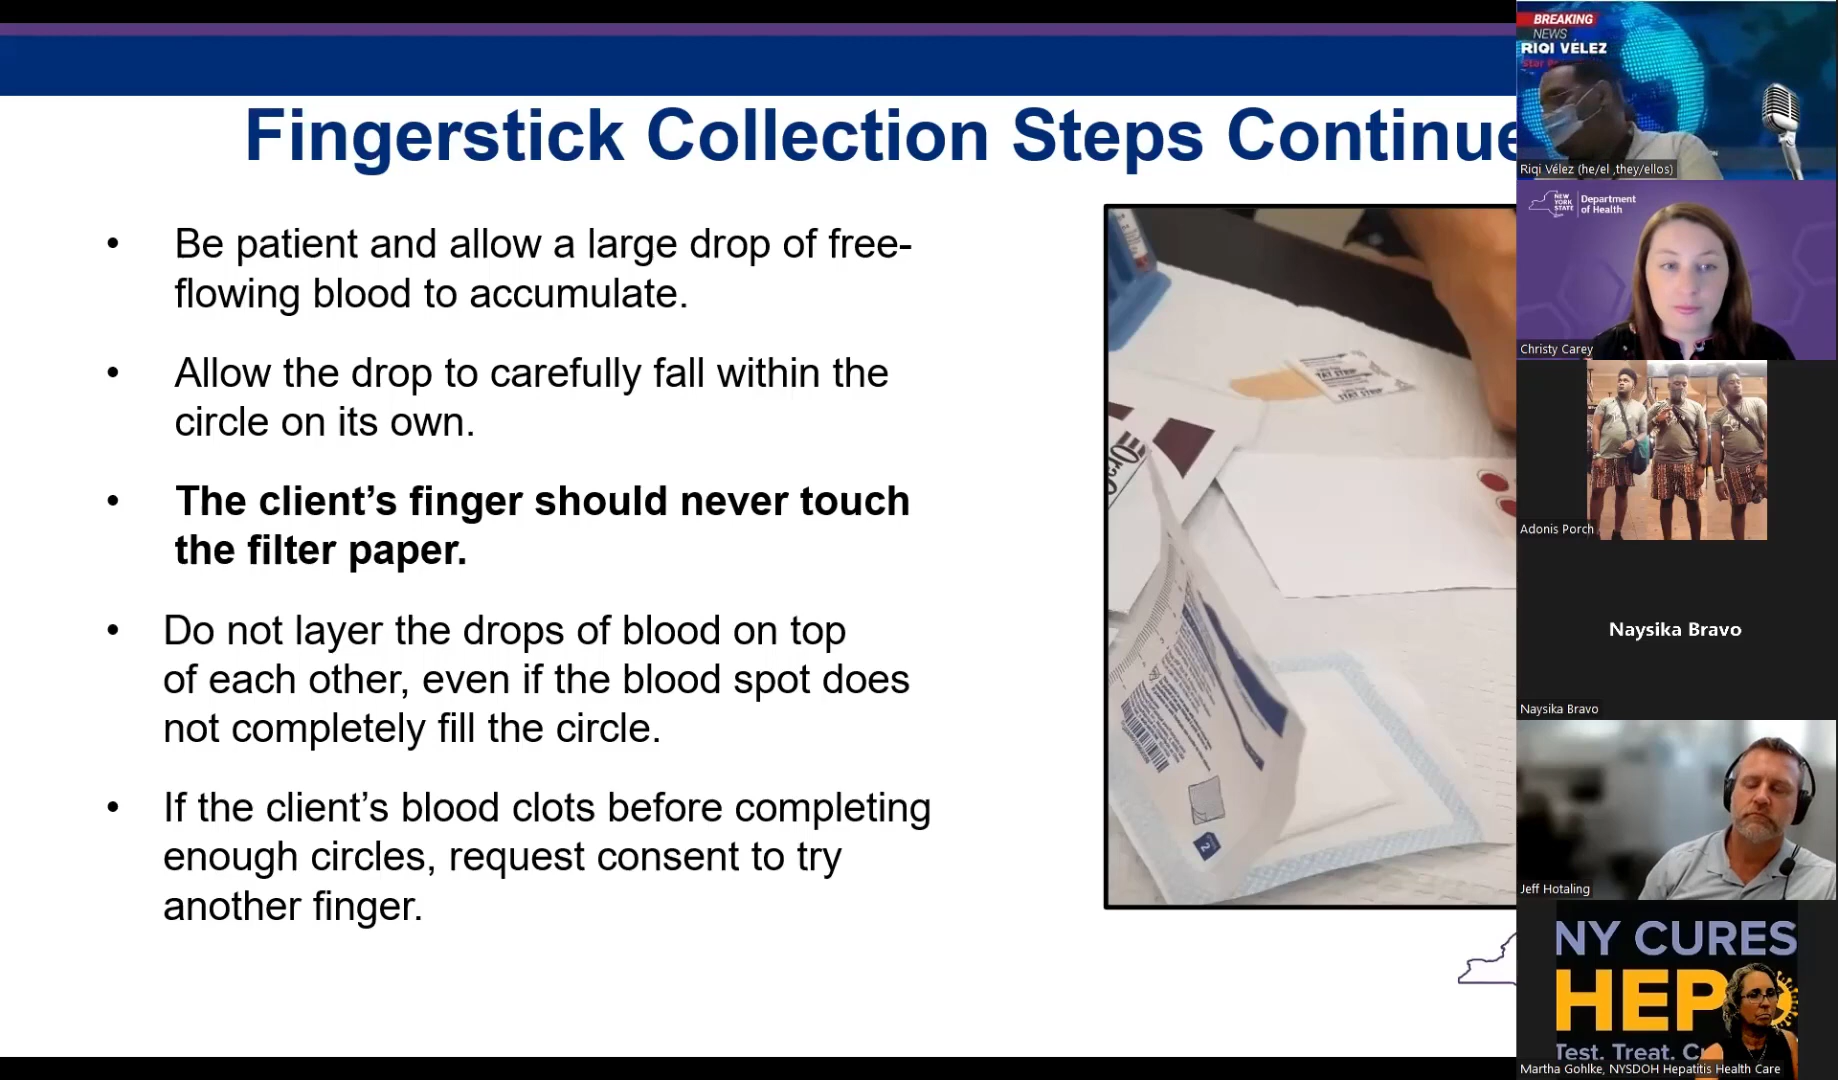 Fingerstick Collection Steps Continue
• Be patient and allow a large drop of free-
flowing blood to accumulate.
• Allow the drop to carefully fall within the
circle on its own.
• The client’s finger should never touch
the filter paper.
• Do not layer the drops of blood on top
of each other, even if the blood spot does
not completely fill the circle.
• If the client’s blood clots before completing
enough circles, request consent to try
another finger.
STAT STRIP
2
BREAKING
NEWS
RIQI VÉLEZ
Star
Riqi Vélez (he/el ,they/ellos)
NEW
YORK
STATE
Department
of Health
Christy Carey
Adonis Porch
Naysika Bravo
Naysika Bravo
Jeff Hotaling
NY CURES
HEP
Test. Treat.
Martha Gohlke, NYSDOH Hepatitis Health Care